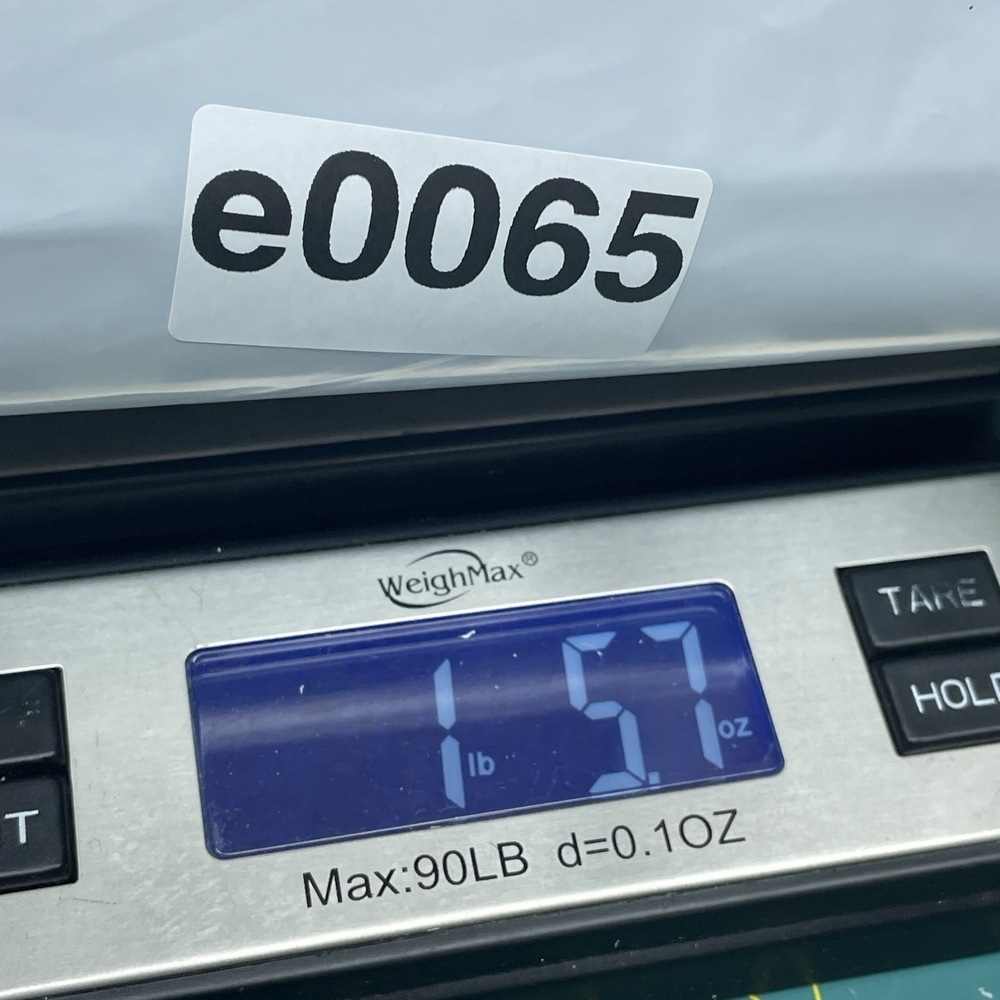 e0065
WeighMax®
TARE
1 lb 5.7 oz
HOLD
T
Max:90LB d=0.1OZ